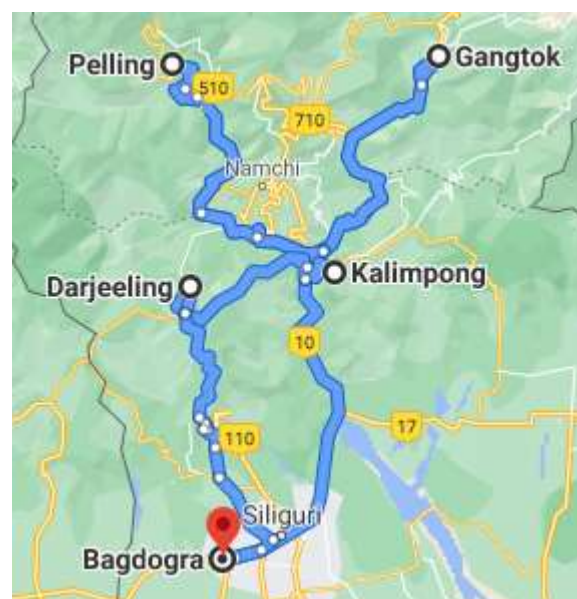 Pelling
Gangtok
510
710
Namchi
Darjeeling
Kalimpong
10
17
110
Siliguri
Bagdogra